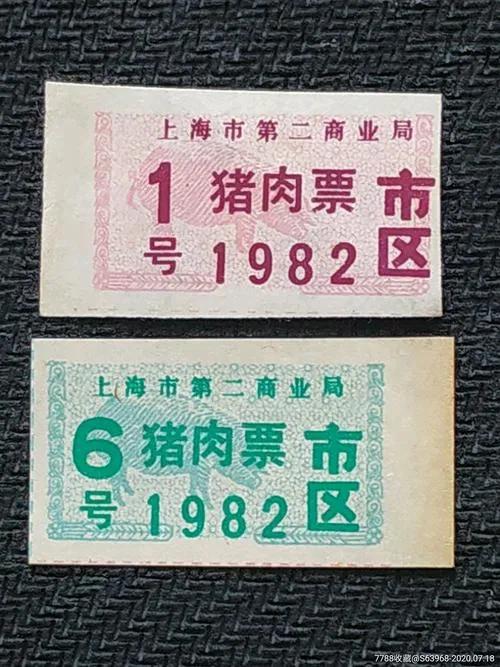 上海市第二商业局
1号 猪肉票 市区
1982
上海市第二商业局
6号 猪肉票 市区
1982
7788收藏@S63968-2020.07.18